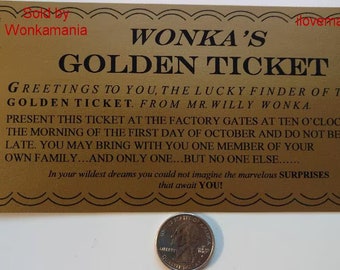 Sold by
Wonkamania
WONKA'S
GOLDEN TICKET
GREETINGS TO YOU, THE LUCKY FINDER OF
GOLDEN TICKET, FROM MR. WILLY WONKA.
PRESENT THIS TICKET AT THE FACTORY GATES AT TEN O'CLO
THE MORNING OF THE FIRST DAY OF OCTOBER AND DO NOT BE
LATE. YOU MAY BRING WITH YOU ONE MEMBER OF YOUR
OWN FAMILY...AND ONLY ONE...BUT NO ONE ELSE......
In your wildest dreams you could not imagine the marvelous SURPRISES
that await YOU!